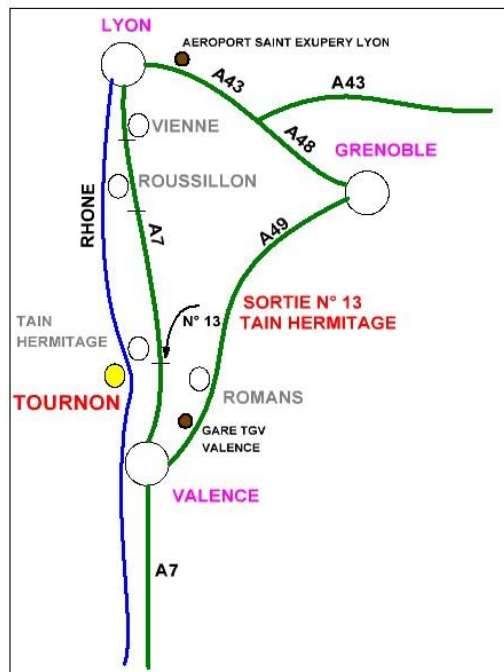 LYON
AEROPORT SAINT EXUPERY LYON
A43
A43
VIENNE
A48
GRENOBLE
ROUSSILLON
RHONE
A7
A49
SORTIE N° 13
TAIN HERMITAGE
N° 13
TAIN
HERMITAGE
TOURNON
ROMANS
GARE TGV
VALENCE
VALENCE
A7